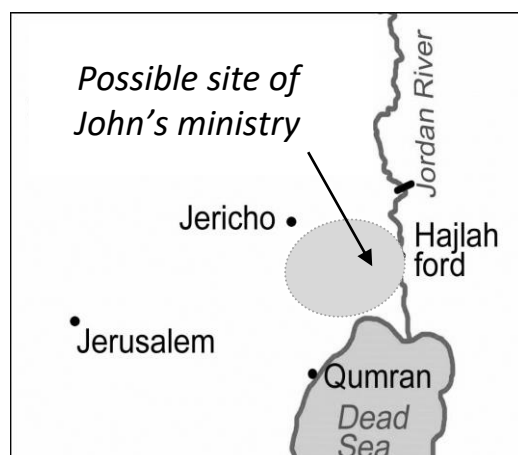 Possible site of
John’s ministry
Jordan River
Jericho
Hajlah
ford
Jerusalem
Qumran
Dead
Sea